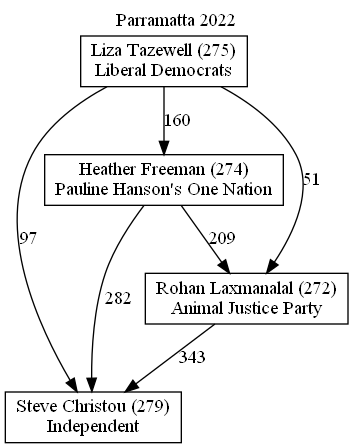 Parramatta 2022
Liza Tazewell (275)
Liberal Democrats
160
Heather Freeman (274)
Pauline Hanson's One Nation
51
97
209
282
Rohan Laxmanalal (272)
Animal Justice Party
343
Steve Christou (279)
Independent